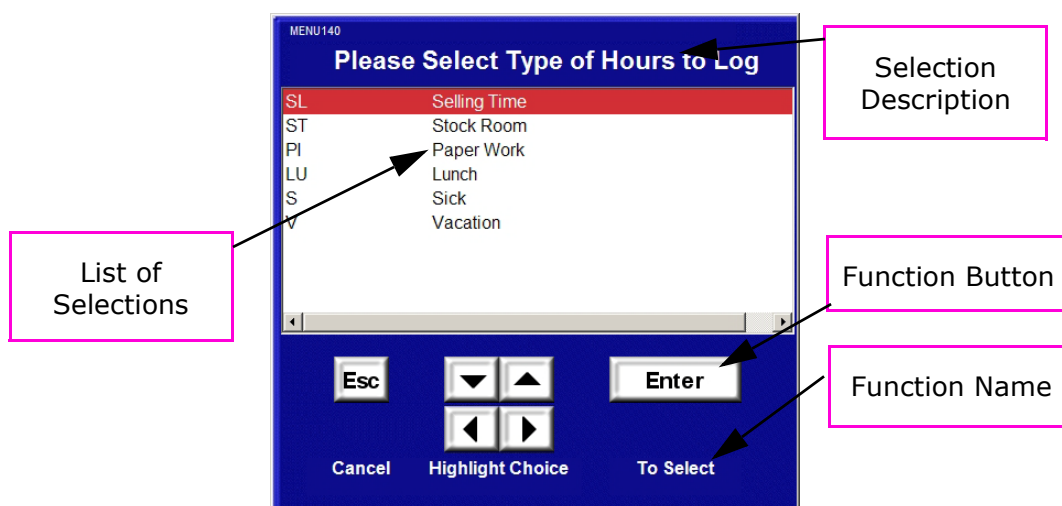 MENU140
Please Select Type of Hours to Log
Selection
Description
SL Selling Time
ST Stock Room
PI Paper Work
LU Lunch
S Sick
V Vacation
List of
Selections
Function Button
Esc
Enter
Function Name
Cancel
Highlight Choice
To Select